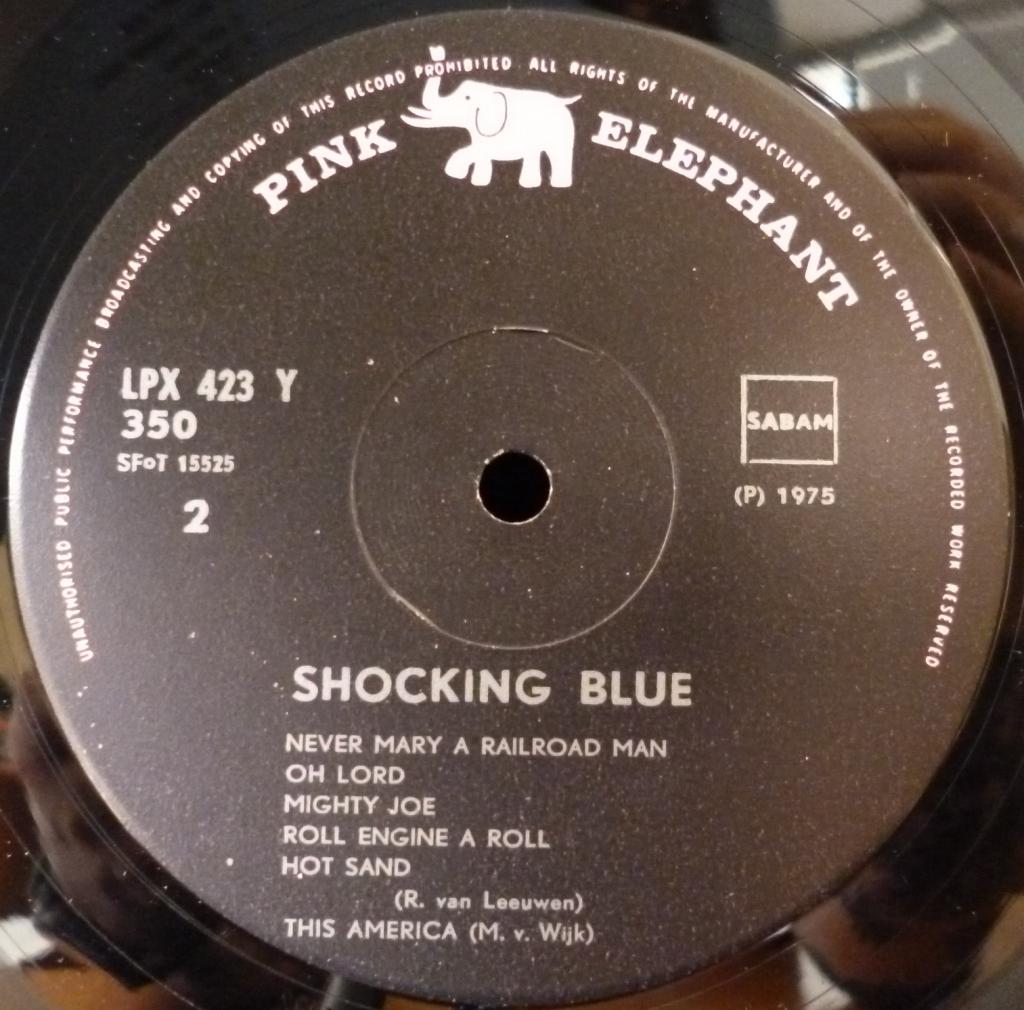 UNAUTHORISED PUBLIC PERFORMANCE BROADCASTING AND COPYING OF THIS RECORD PROHIBITED ALL RIGHTS OF THE MANUFACTURER AND OF THE OWNER OF THE RECORDED WORK RESERVED
PINK ELEPHANT
LPX 423 Y
350
SFoT 15525
2
SABAM
(P) 1975
SHOCKING BLUE
NEVER MARY A RAILROAD MAN
OH LORD
MIGHTY JOE
ROLL ENGINE A ROLL
HOT SAND
(R. van Leeuwen)
THIS AMERICA (M. v. Wijk)